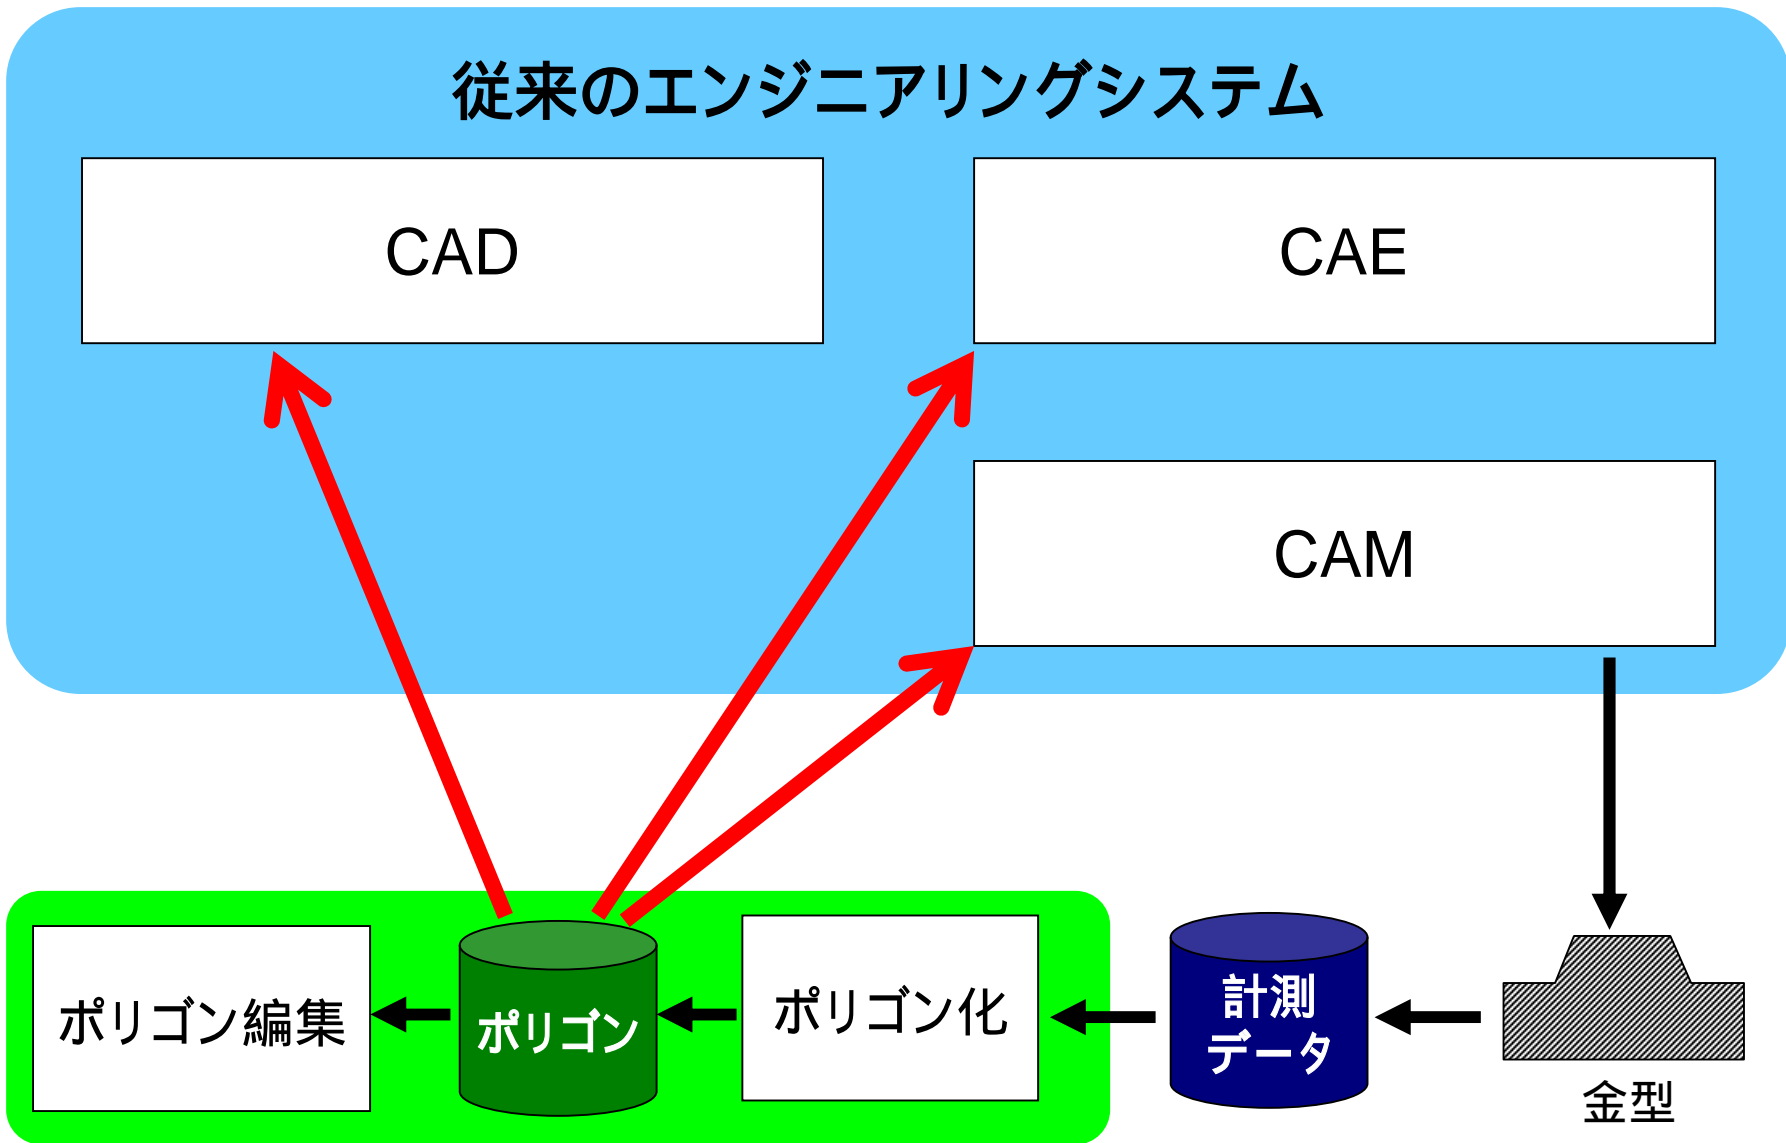 従来のエンジニアリングシステム
CAD
CAE
CAM
ポリゴン編集
ポリゴン
ポリゴン化
計測
データ
金型